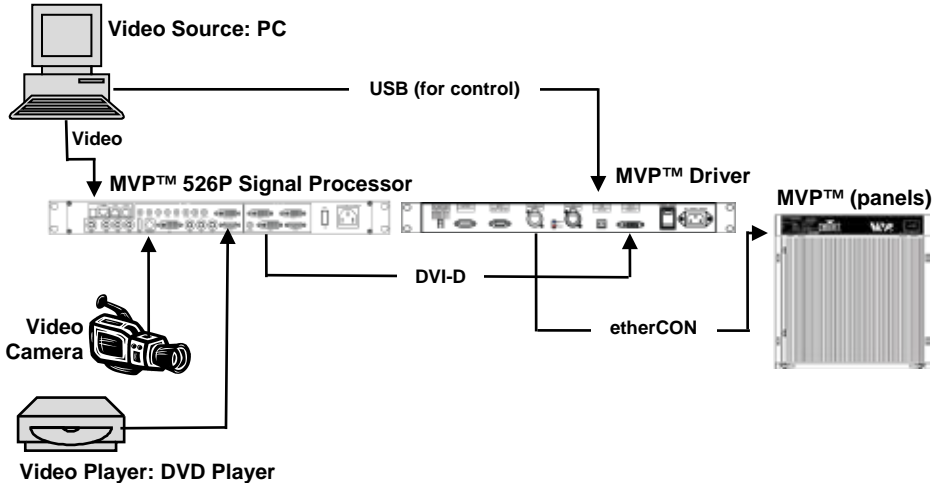 Video Source: PC
USB (for control)
Video
MVP™ 526P Signal Processor
MVP™ Driver
MVP™ (panels)
DVI-D
etherCON
Video
Camera
Video Player: DVD Player